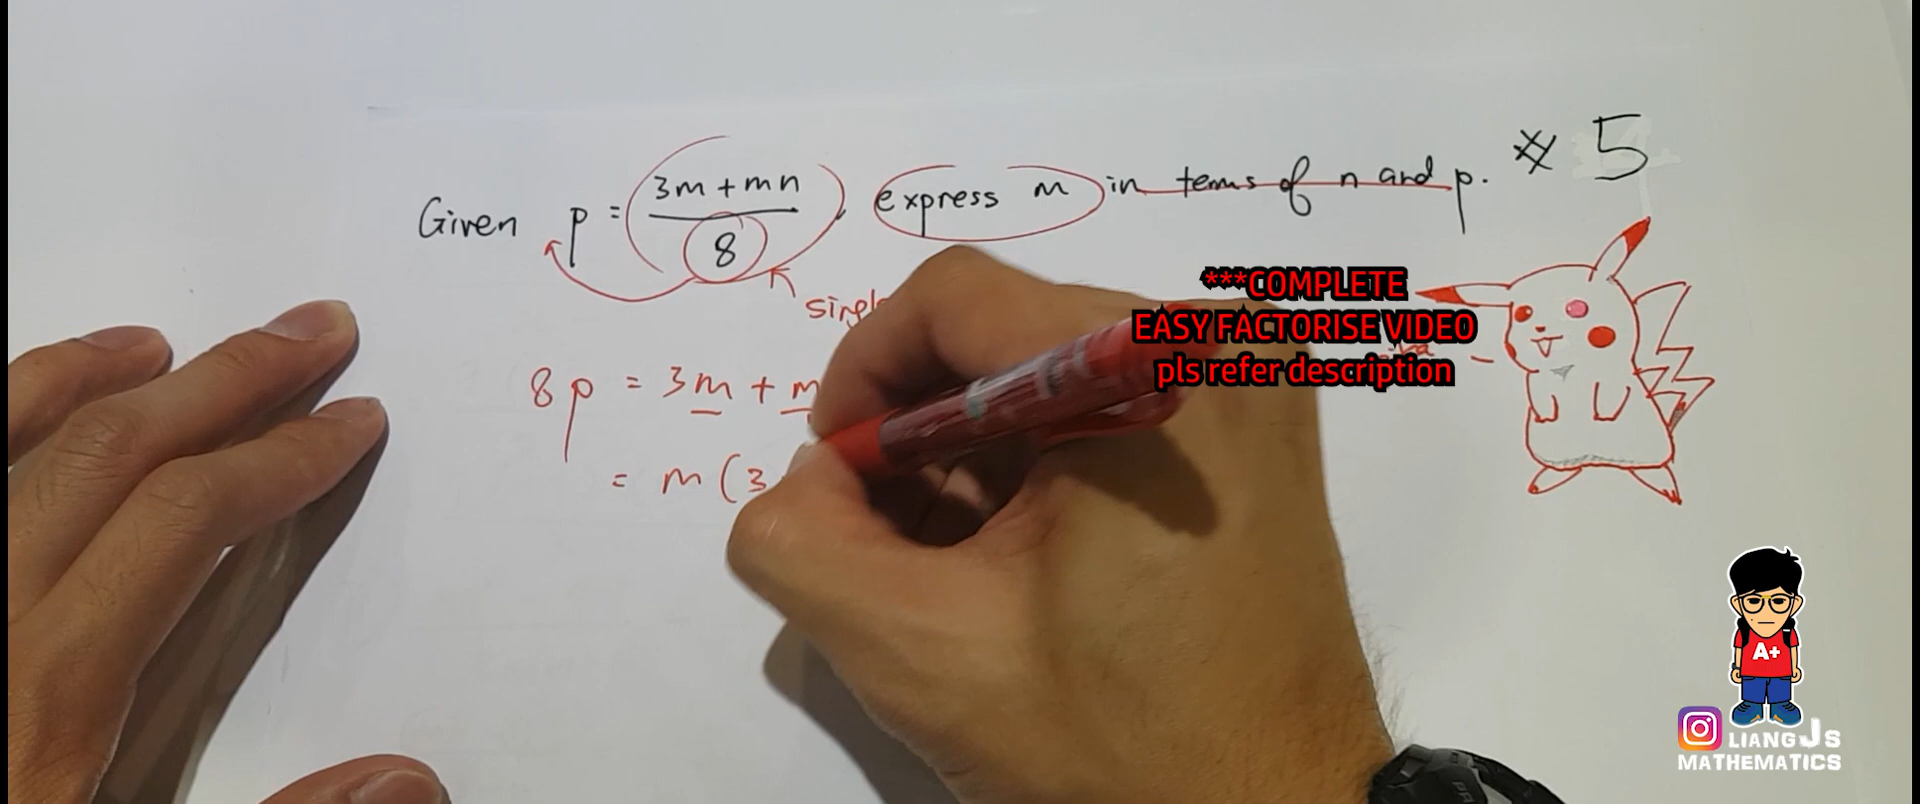 # 5
Given p = 3m + mn / 8, express m in terms of n and p.
***COMPLETE
EASY FACTORISE VIDEO
pls refer description
8p = 3m + m
= m (3
A+
LIANGJS
MATHEMATICS